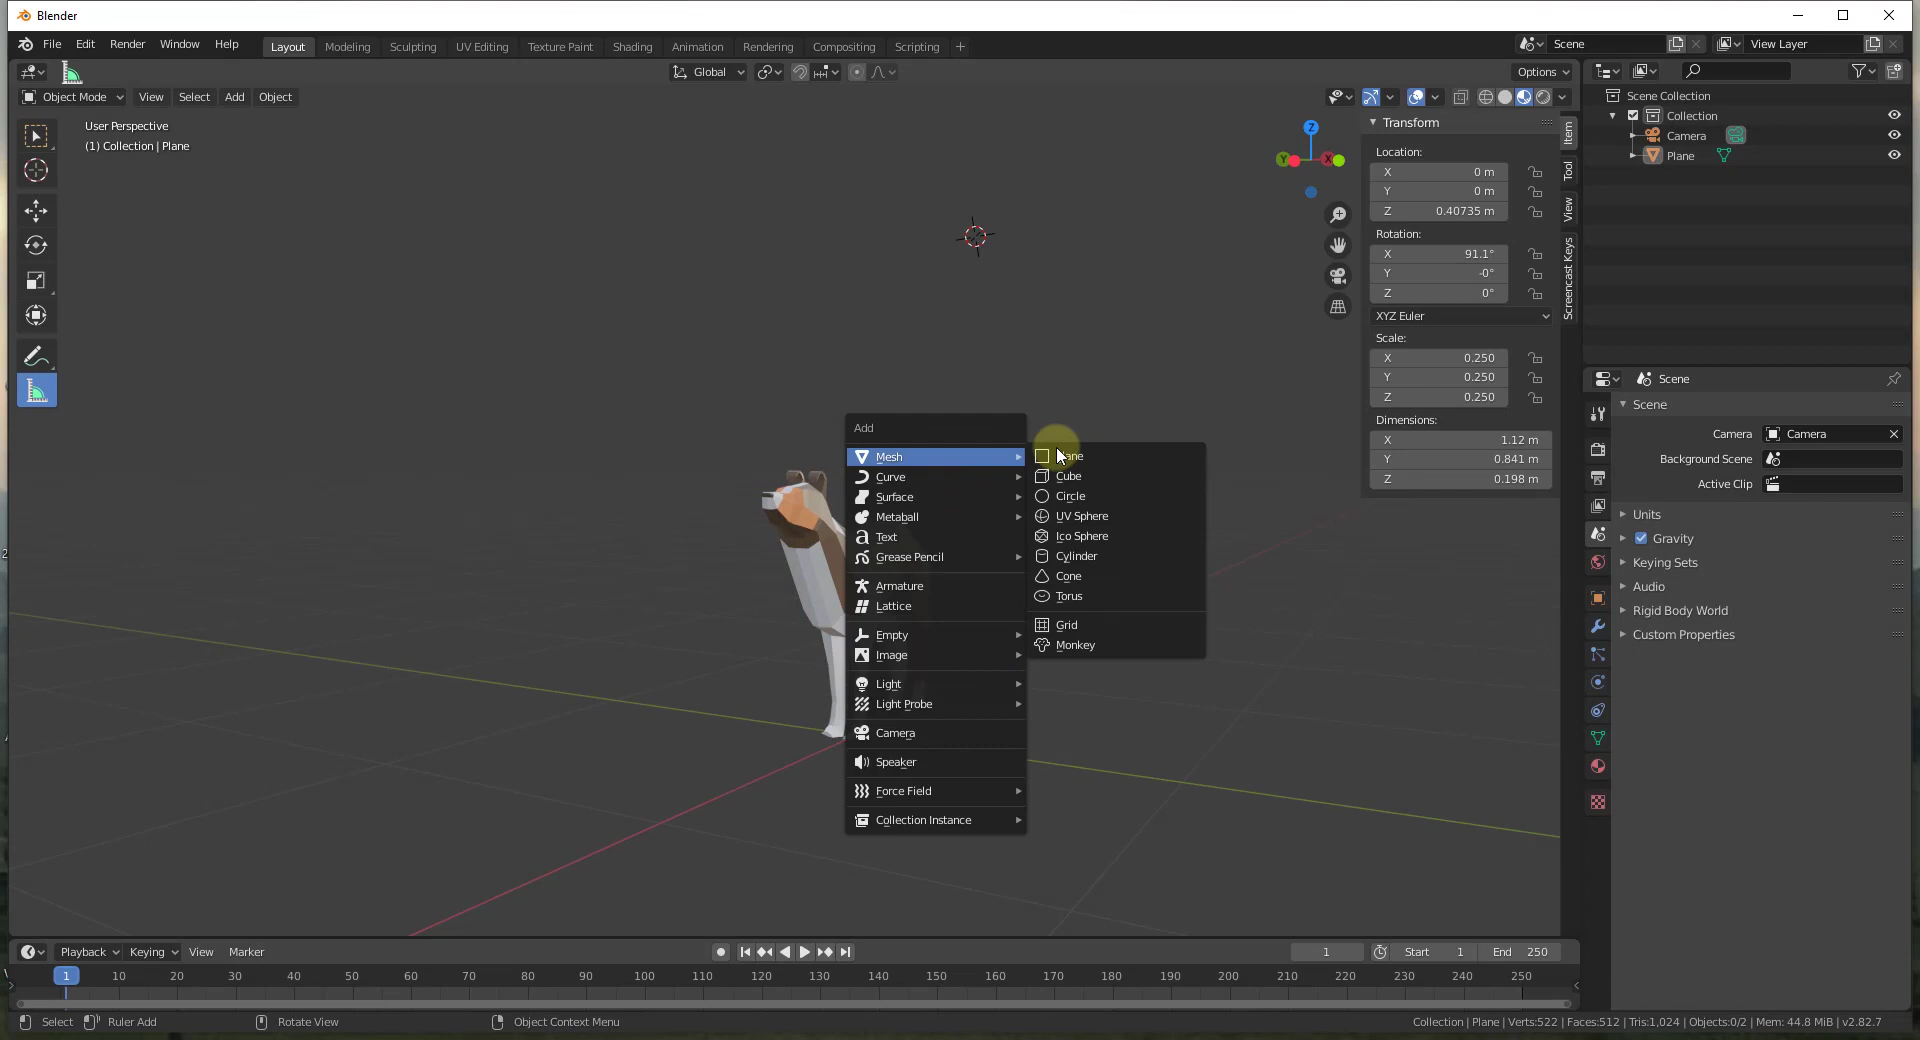 Blender
File Edit Render Window Help Layout Modeling Sculpting UV Editing Texture Paint Shading Animation Rendering Compositing Scripting + Scene View Layer
Global Options
Object Mode View Select Add Object
User Perspective
(1) Collection | Plane
Z
Y
X
Transform
Location:
X 0 m
Y 0 m
Z 0.40735 m
Rotation:
X 91.1°
Y -0°
Z 0°
XYZ Euler
Scale:
X 0.250
Y 0.250
Z 0.250
Dimensions:
X 1.12 m
Y 0.841 m
Z 0.198 m
Item
Tool
View
Screencast Keys
Scene Collection
Collection
Camera
Plane
Scene
Scene
Camera Camera
Background Scene
Active Clip
Units
Gravity
Keying Sets
Audio
Rigid Body World
Custom Properties
Add
Mesh
Curve
Surface
Metaball
Text
Grease Pencil
Armature
Lattice
Empty
Image
Light
Light Probe
Camera
Speaker
Force Field
Collection Instance
Cube
Circle
UV Sphere
Ico Sphere
Cylinder
Cone
Torus
Grid
Monkey
Playback Keying View Marker 1 Start 1 End 250
1 10 20 30 40 50 60 70 80 90 100 110 120 130 140 150 160 170 180 190 200 210 220 230 240 250
Select Ruler Add Rotate View Object Context Menu Collection | Plane | Verts:522 | Faces:512 | Tris:1,024 | Objects:0/2 | Mem: 44.8 MiB | v2.82.7